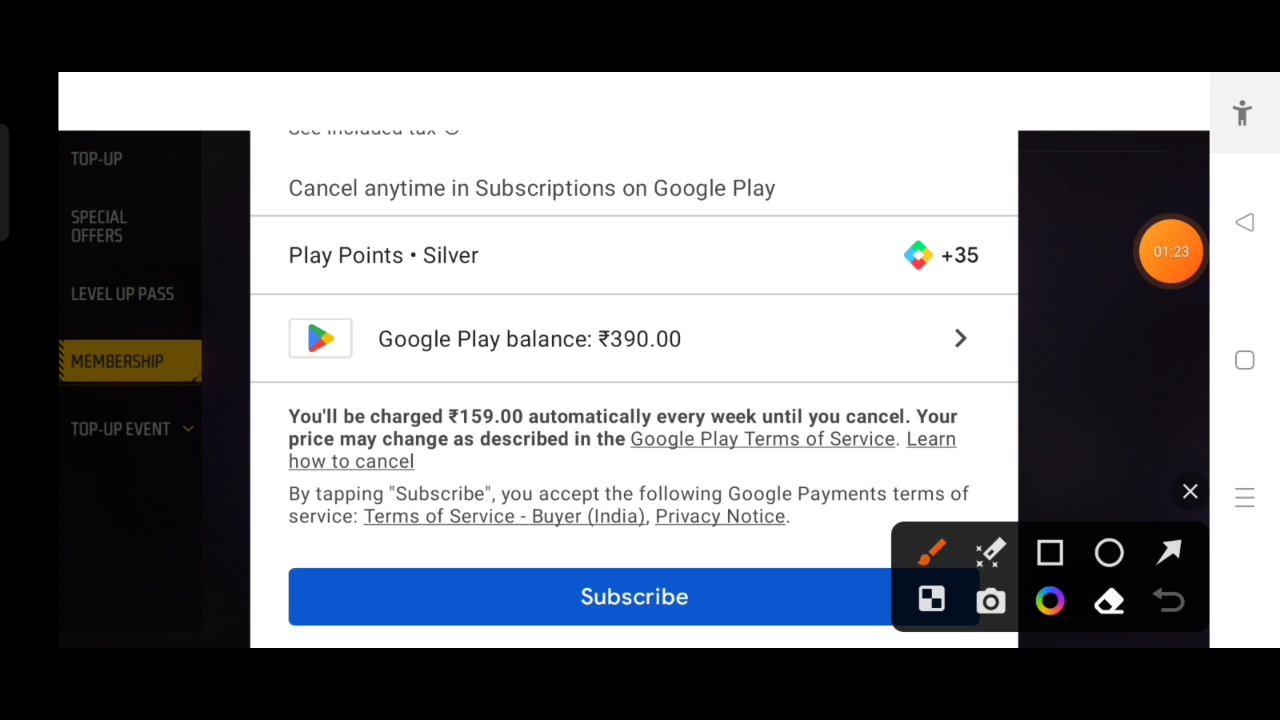 See included tax
Cancel anytime in Subscriptions on Google Play
TOP-UP
SPECIAL
OFFERS
LEVEL UP PASS
MEMBERSHIP
TOP-UP EVENT
Play Points • Silver
+35
Google Play balance: ₹390.00
You'll be charged ₹159.00 automatically every week until you cancel. Your
price may change as described in the Google Play Terms of Service. Learn
how to cancel
By tapping "Subscribe", you accept the following Google Payments terms of
service: Terms of Service - Buyer (India), Privacy Notice.
Subscribe
01:23